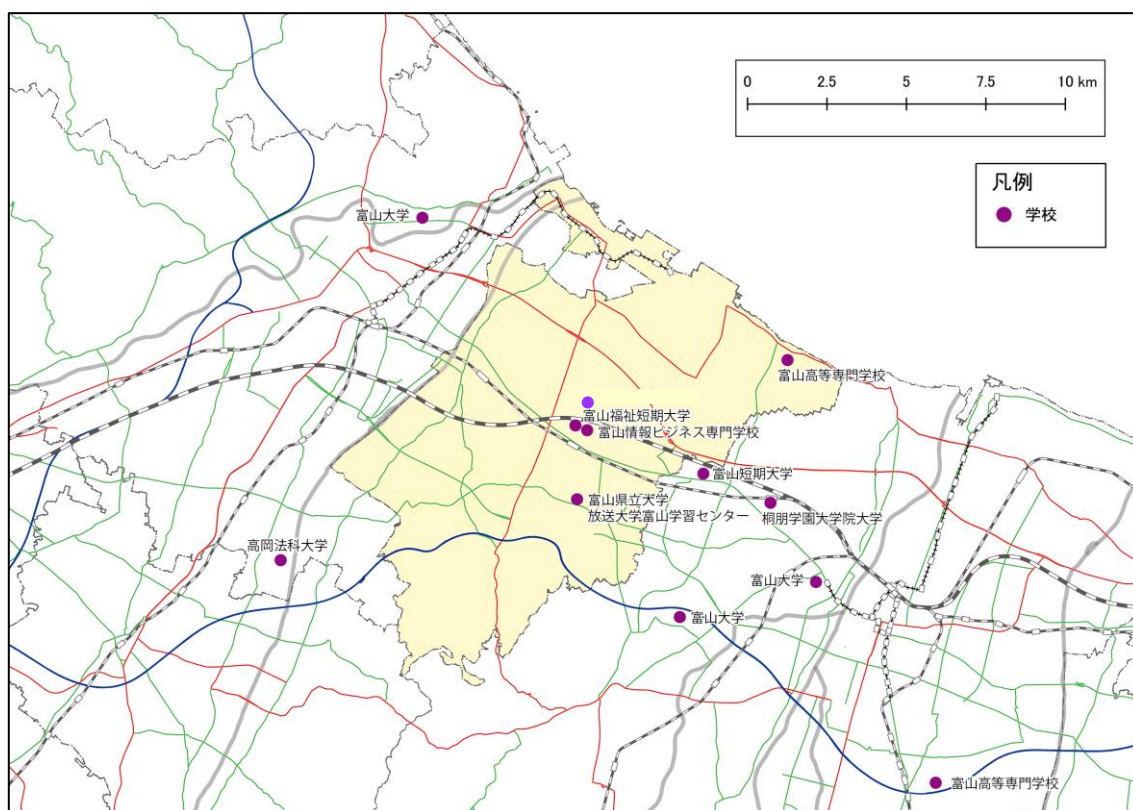 0 2.5 5 7.5 10 km
凡例
学校
富山大学
富山高等専門学校
富山福祉短期大学
富山情報ビジネス専門学校
富山短期大学
富山県立大学
放送大学富山学習センター
桐朋学園大学院大学
高岡法科大学
富山大学
富山大学
富山高等専門学校